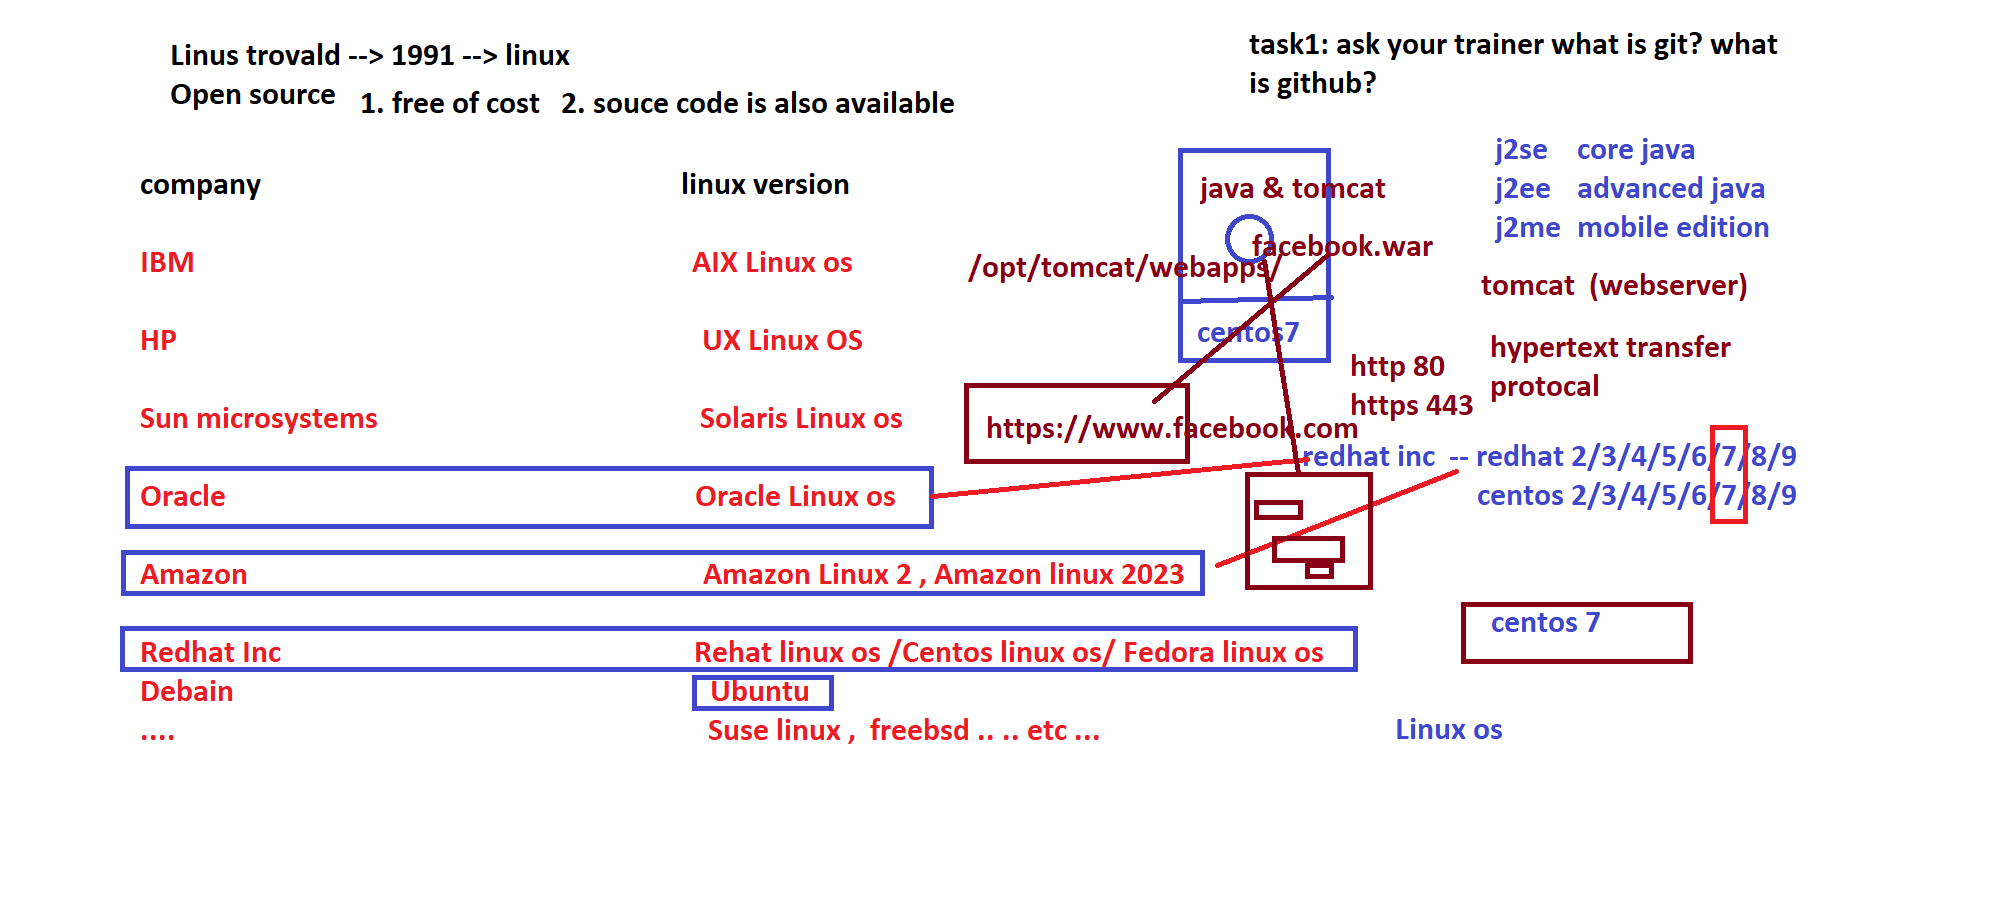 Linus trovald --> 1991 --> linux
Open source 1. free of cost 2. souce code is also available
task1: ask your trainer what is git? what
is github?
company linux version
IBM AIX Linux os
HP UX Linux OS
Sun microsystems Solaris Linux os
Oracle Oracle Linux os
Amazon Amazon Linux 2 , Amazon linux 2023
Redhat Inc Rehat linux os /Centos linux os/ Fedora linux os
Debain Ubuntu
.... Suse linux , freebsd .. .. etc ...
java & tomcat
facebook.war
/opt/tomcat/webapps/
centos7
https://www.facebook.com
j2se core java
j2ee advanced java
j2me mobile edition
tomcat (webserver)
hypertext transfer
protocal
http 80
https 443
redhat inc -- redhat 2/3/4/5/6/7/8/9
centos 2/3/4/5/6/7/8/9
centos 7
Linux os